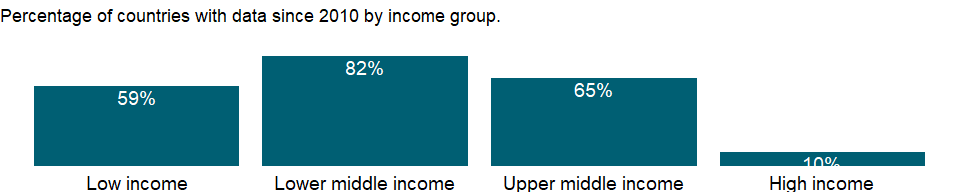 Percentage of countries with data since 2010 by income group.
59%
82%
65%
10%
Low income
Lower middle income
Upper middle income
High income